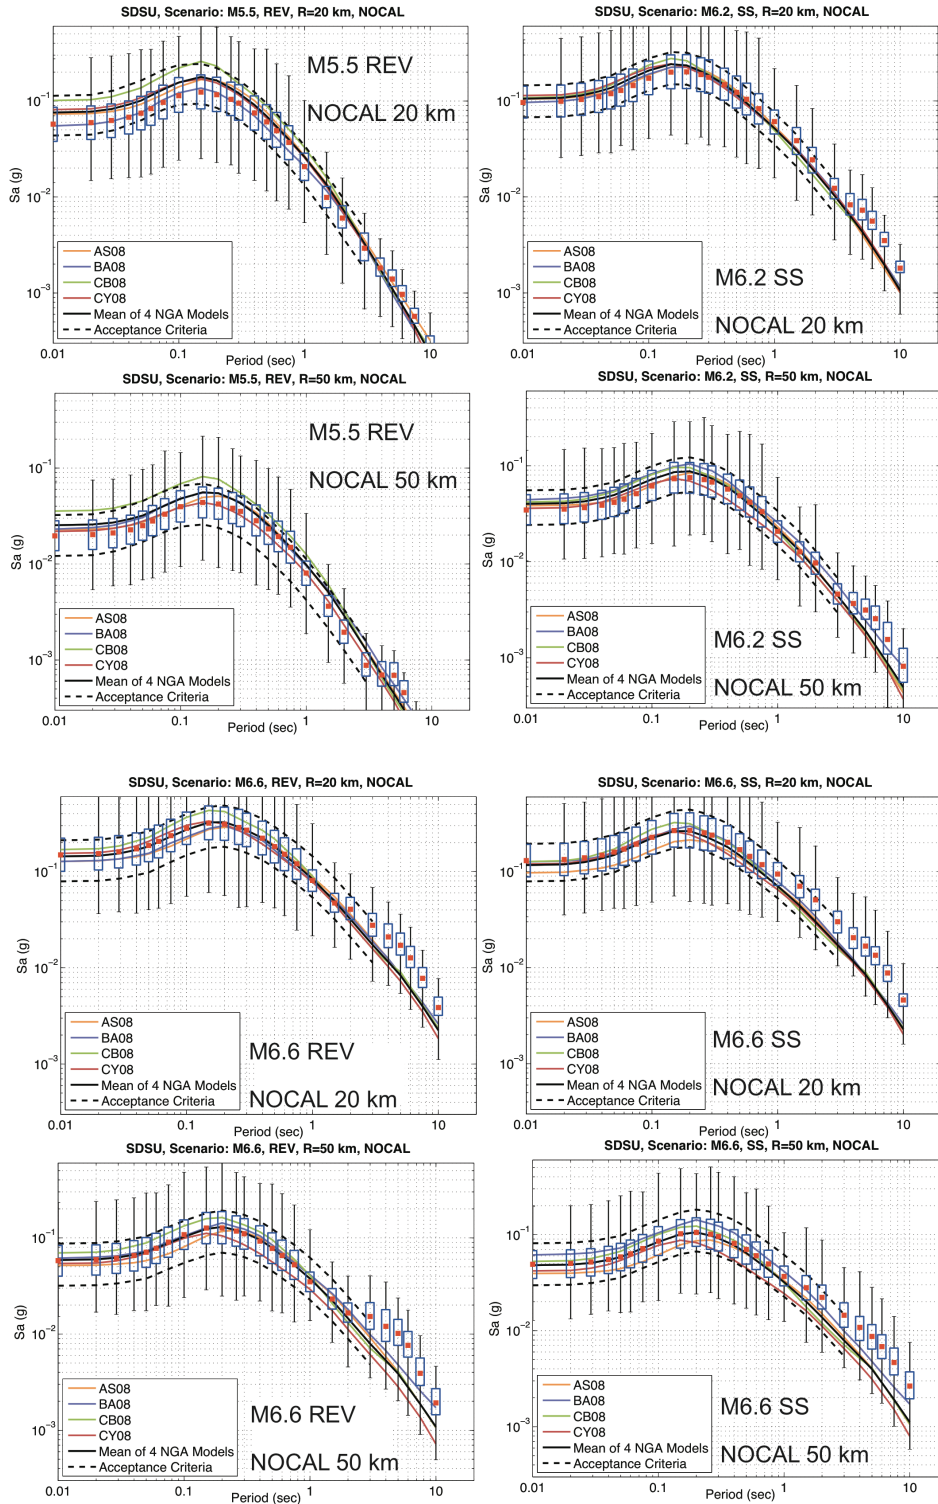 SDSU, Scenario: M5.5, REV, R=20 km, NOCAL
M5.5 REV
NOCAL 20 km
Sa (g)
10⁻¹
10⁻²
10⁻³
AS08
BA08
CB08
CY08
Mean of 4 NGA Models
Acceptance Criteria
0.01 0.1 1 10
Period (sec)
SDSU, Scenario: M6.2, SS, R=20 km, NOCAL
Sa (g)
10⁻¹
10⁻²
10⁻³
M6.2 SS
NOCAL 20 km
AS08
BA08
CB08
CY08
Mean of 4 NGA Models
Acceptance Criteria
0.01 0.1 1 10
Period (sec)
SDSU, Scenario: M5.5, REV, R=50 km, NOCAL
M5.5 REV
NOCAL 50 km
Sa (g)
10⁻¹
10⁻²
10⁻³
AS08
BA08
CB08
CY08
Mean of 4 NGA Models
Acceptance Criteria
0.01 0.1 1 10
Period (sec)
SDSU, Scenario: M6.2, SS, R=50 km, NOCAL
Sa (g)
10⁻¹
10⁻²
10⁻³
M6.2 SS
NOCAL 50 km
AS08
BA08
CB08
CY08
Mean of 4 NGA Models
Acceptance Criteria
0.01 0.1 1 10
Period (sec)
SDSU, Scenario: M6.6, REV, R=20 km, NOCAL
Sa (g)
10⁻¹
10⁻²
10⁻³
AS08
BA08
CB08
CY08
Mean of 4 NGA Models
Acceptance Criteria
M6.6 REV
NOCAL 20 km
0.01 0.1 1 10
Period (sec)
SDSU, Scenario: M6.6, SS, R=20 km, NOCAL
Sa (g)
10⁻¹
10⁻²
10⁻³
AS08
BA08
CB08
CY08
Mean of 4 NGA Models
Acceptance Criteria
M6.6 SS
NOCAL 20 km
0.01 0.1 1 10
Period (sec)
SDSU, Scenario: M6.6, REV, R=50 km, NOCAL
Sa (g)
10⁻¹
10⁻²
10⁻³
AS08
BA08
CB08
CY08
Mean of 4 NGA Models
Acceptance Criteria
M6.6 REV
NOCAL 50 km
0.01 0.1 1 10
Period (sec)
SDSU, Scenario: M6.6, SS, R=50 km, NOCAL
Sa (g)
10⁻¹
10⁻²
10⁻³
AS08
BA08
CB08
CY08
Mean of 4 NGA Models
Acceptance Criteria
M6.6 SS
NOCAL 50 km
0.01 0.1 1 10
Period (sec)